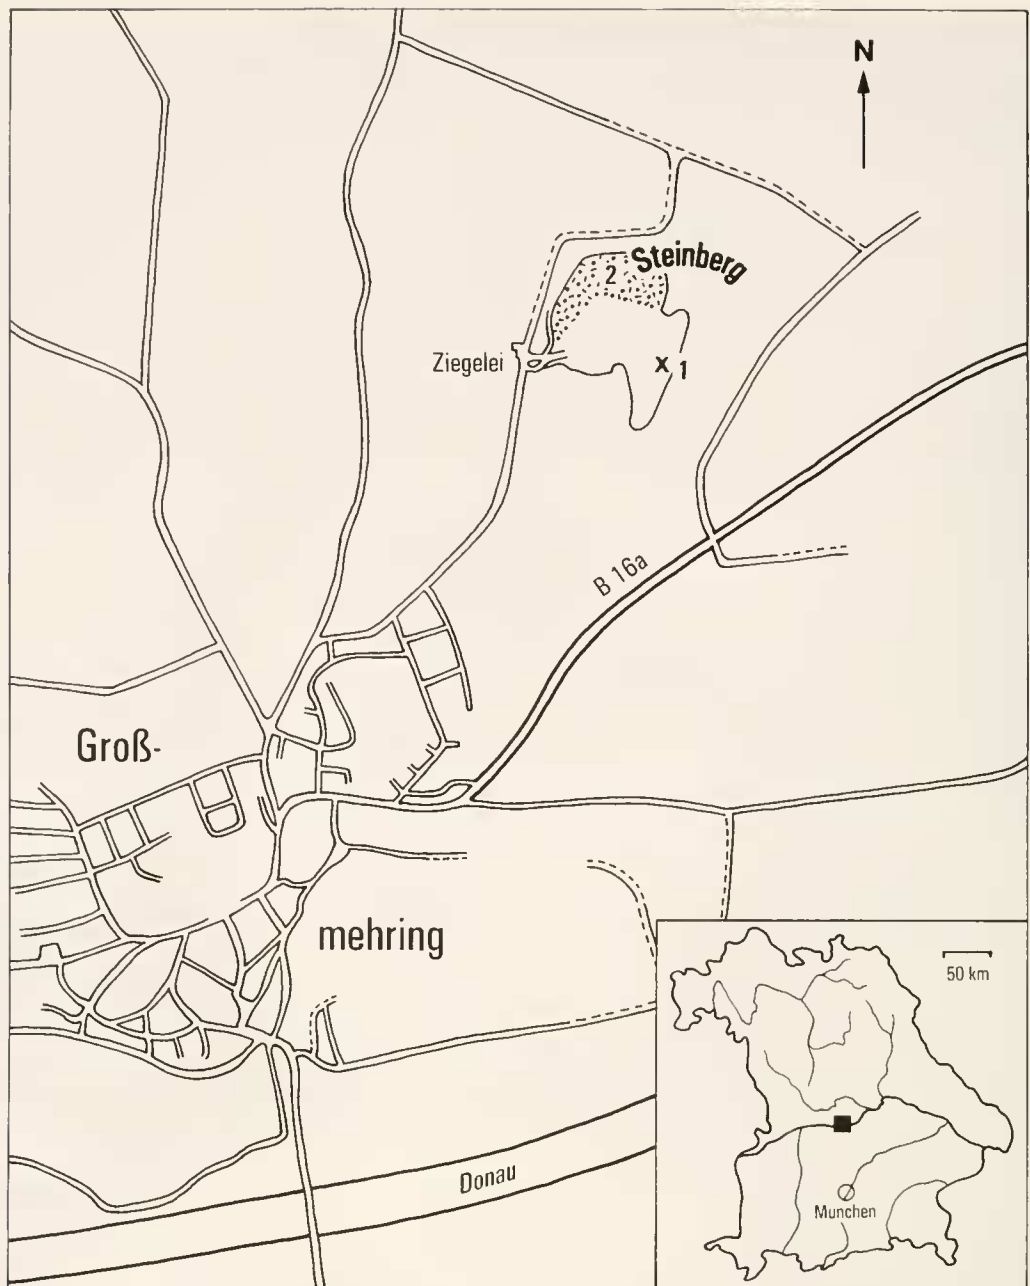 N
Steinberg
2
Ziegelei
x 1
B 16a
Groß-
mehring
50 km
Donau
Munchen